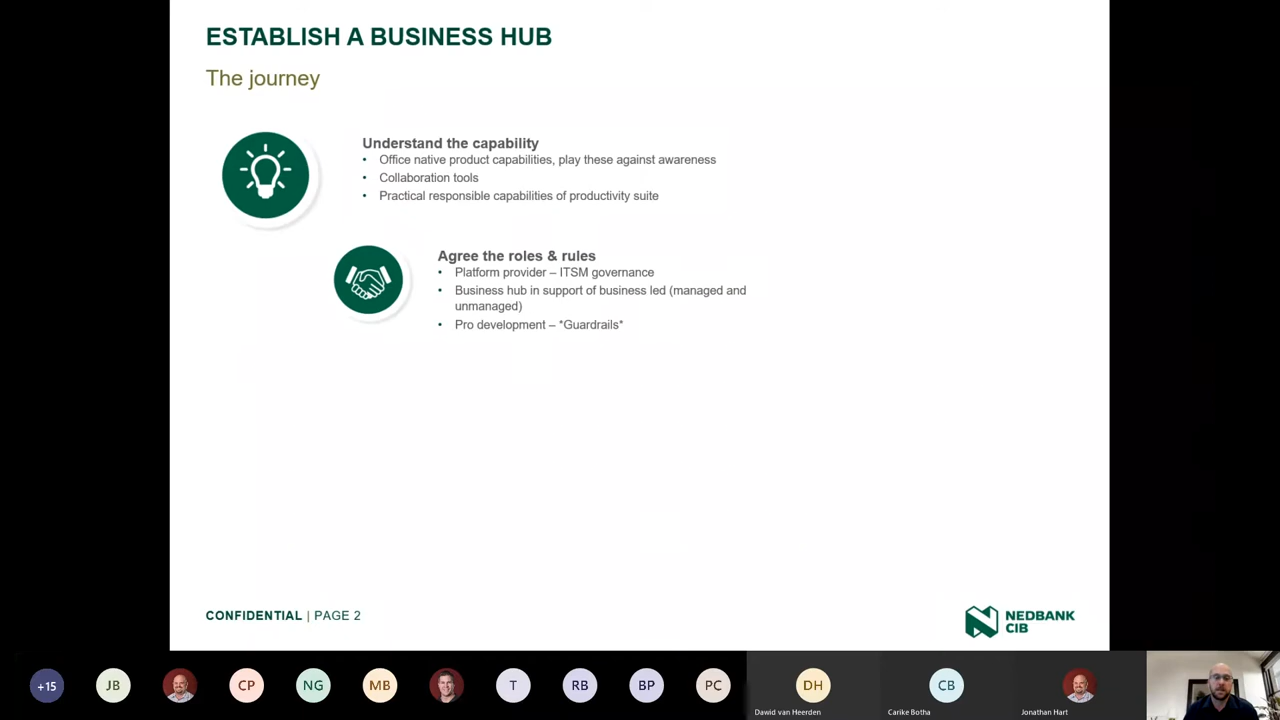 ESTABLISH A BUSINESS HUB
The journey
Understand the capability
• Office native product capabilities, play these against awareness
• Collaboration tools
• Practical responsible capabilities of productivity suite
Agree the roles & rules
• Platform provider – ITSM governance
• Business hub in support of business led (managed and
unmanaged)
• Pro development – *Guardrails*
CONFIDENTIAL | PAGE 2
NEDBANK
CIB
+15
JB
CP
NG
MB
T
RB
BP
PC
DH
CB
Dawid van Heerden
Carike Botha
Jonathan Hart